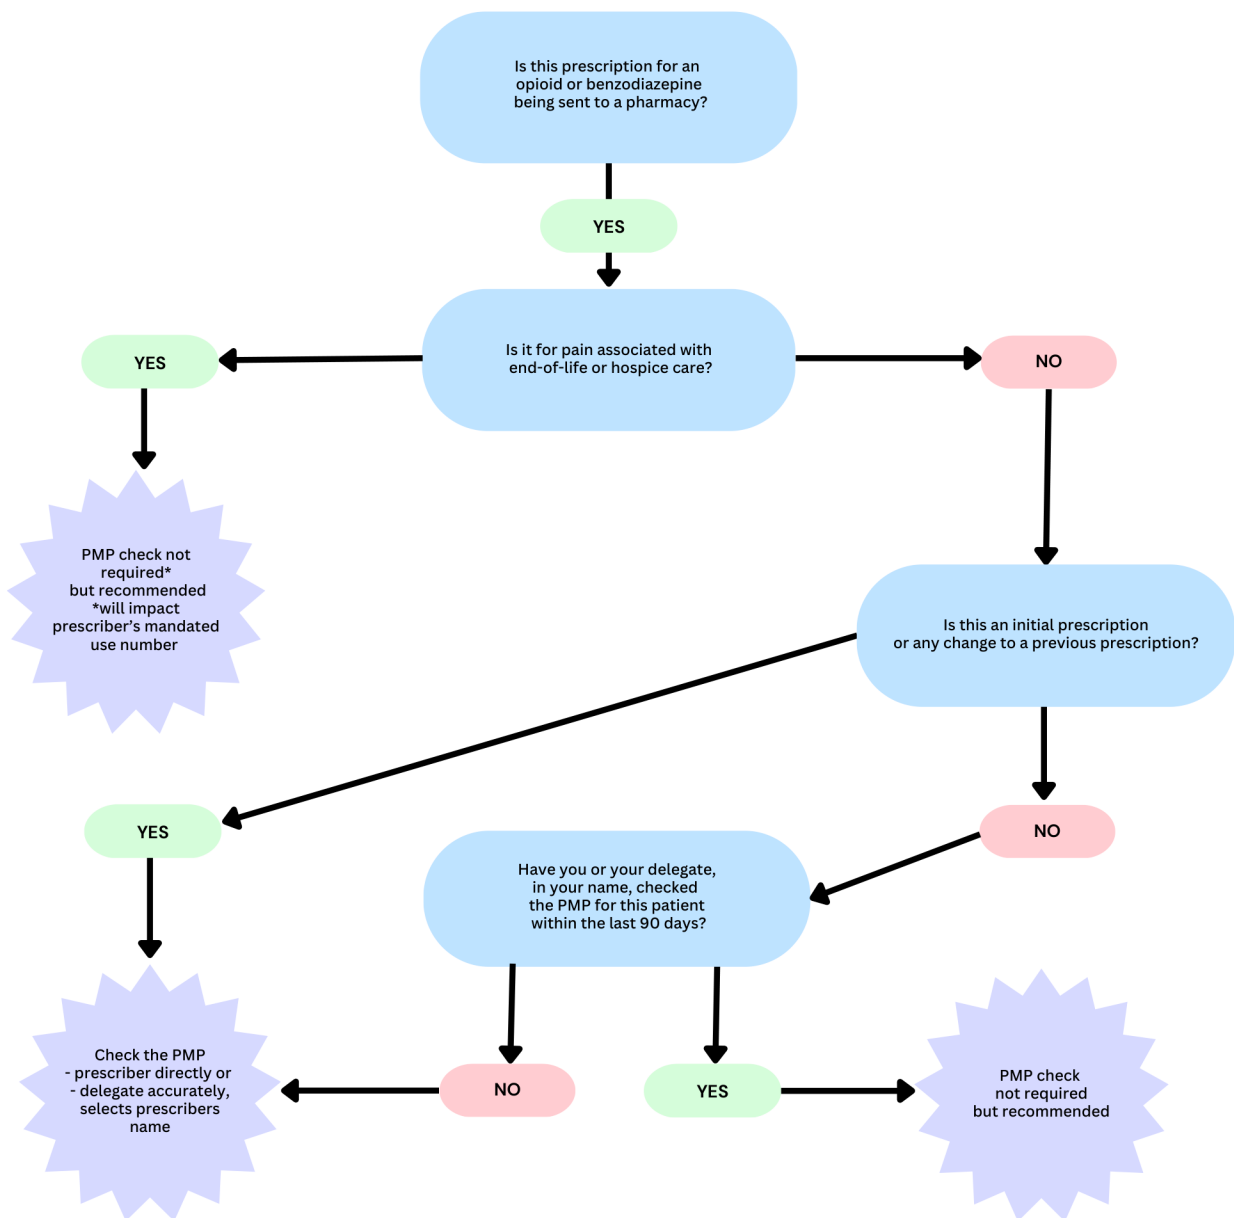 Is this prescription for an
opioid or benzodiazepine
being sent to a pharmacy?
YES
Is it for pain associated with
end-of-life or hospice care?
YES
NO
PMP check not
required*
but recommended
*will impact
prescriber's mandated
use number
Is this an initial prescription
or any change to a previous prescription?
YES
NO
Have you or your delegate,
in your name, checked
the PMP for this patient
within the last 90 days?
Check the PMP
- prescriber directly or
- delegate accurately,
selects prescribers
name
NO
YES
PMP check
not required
but recommended